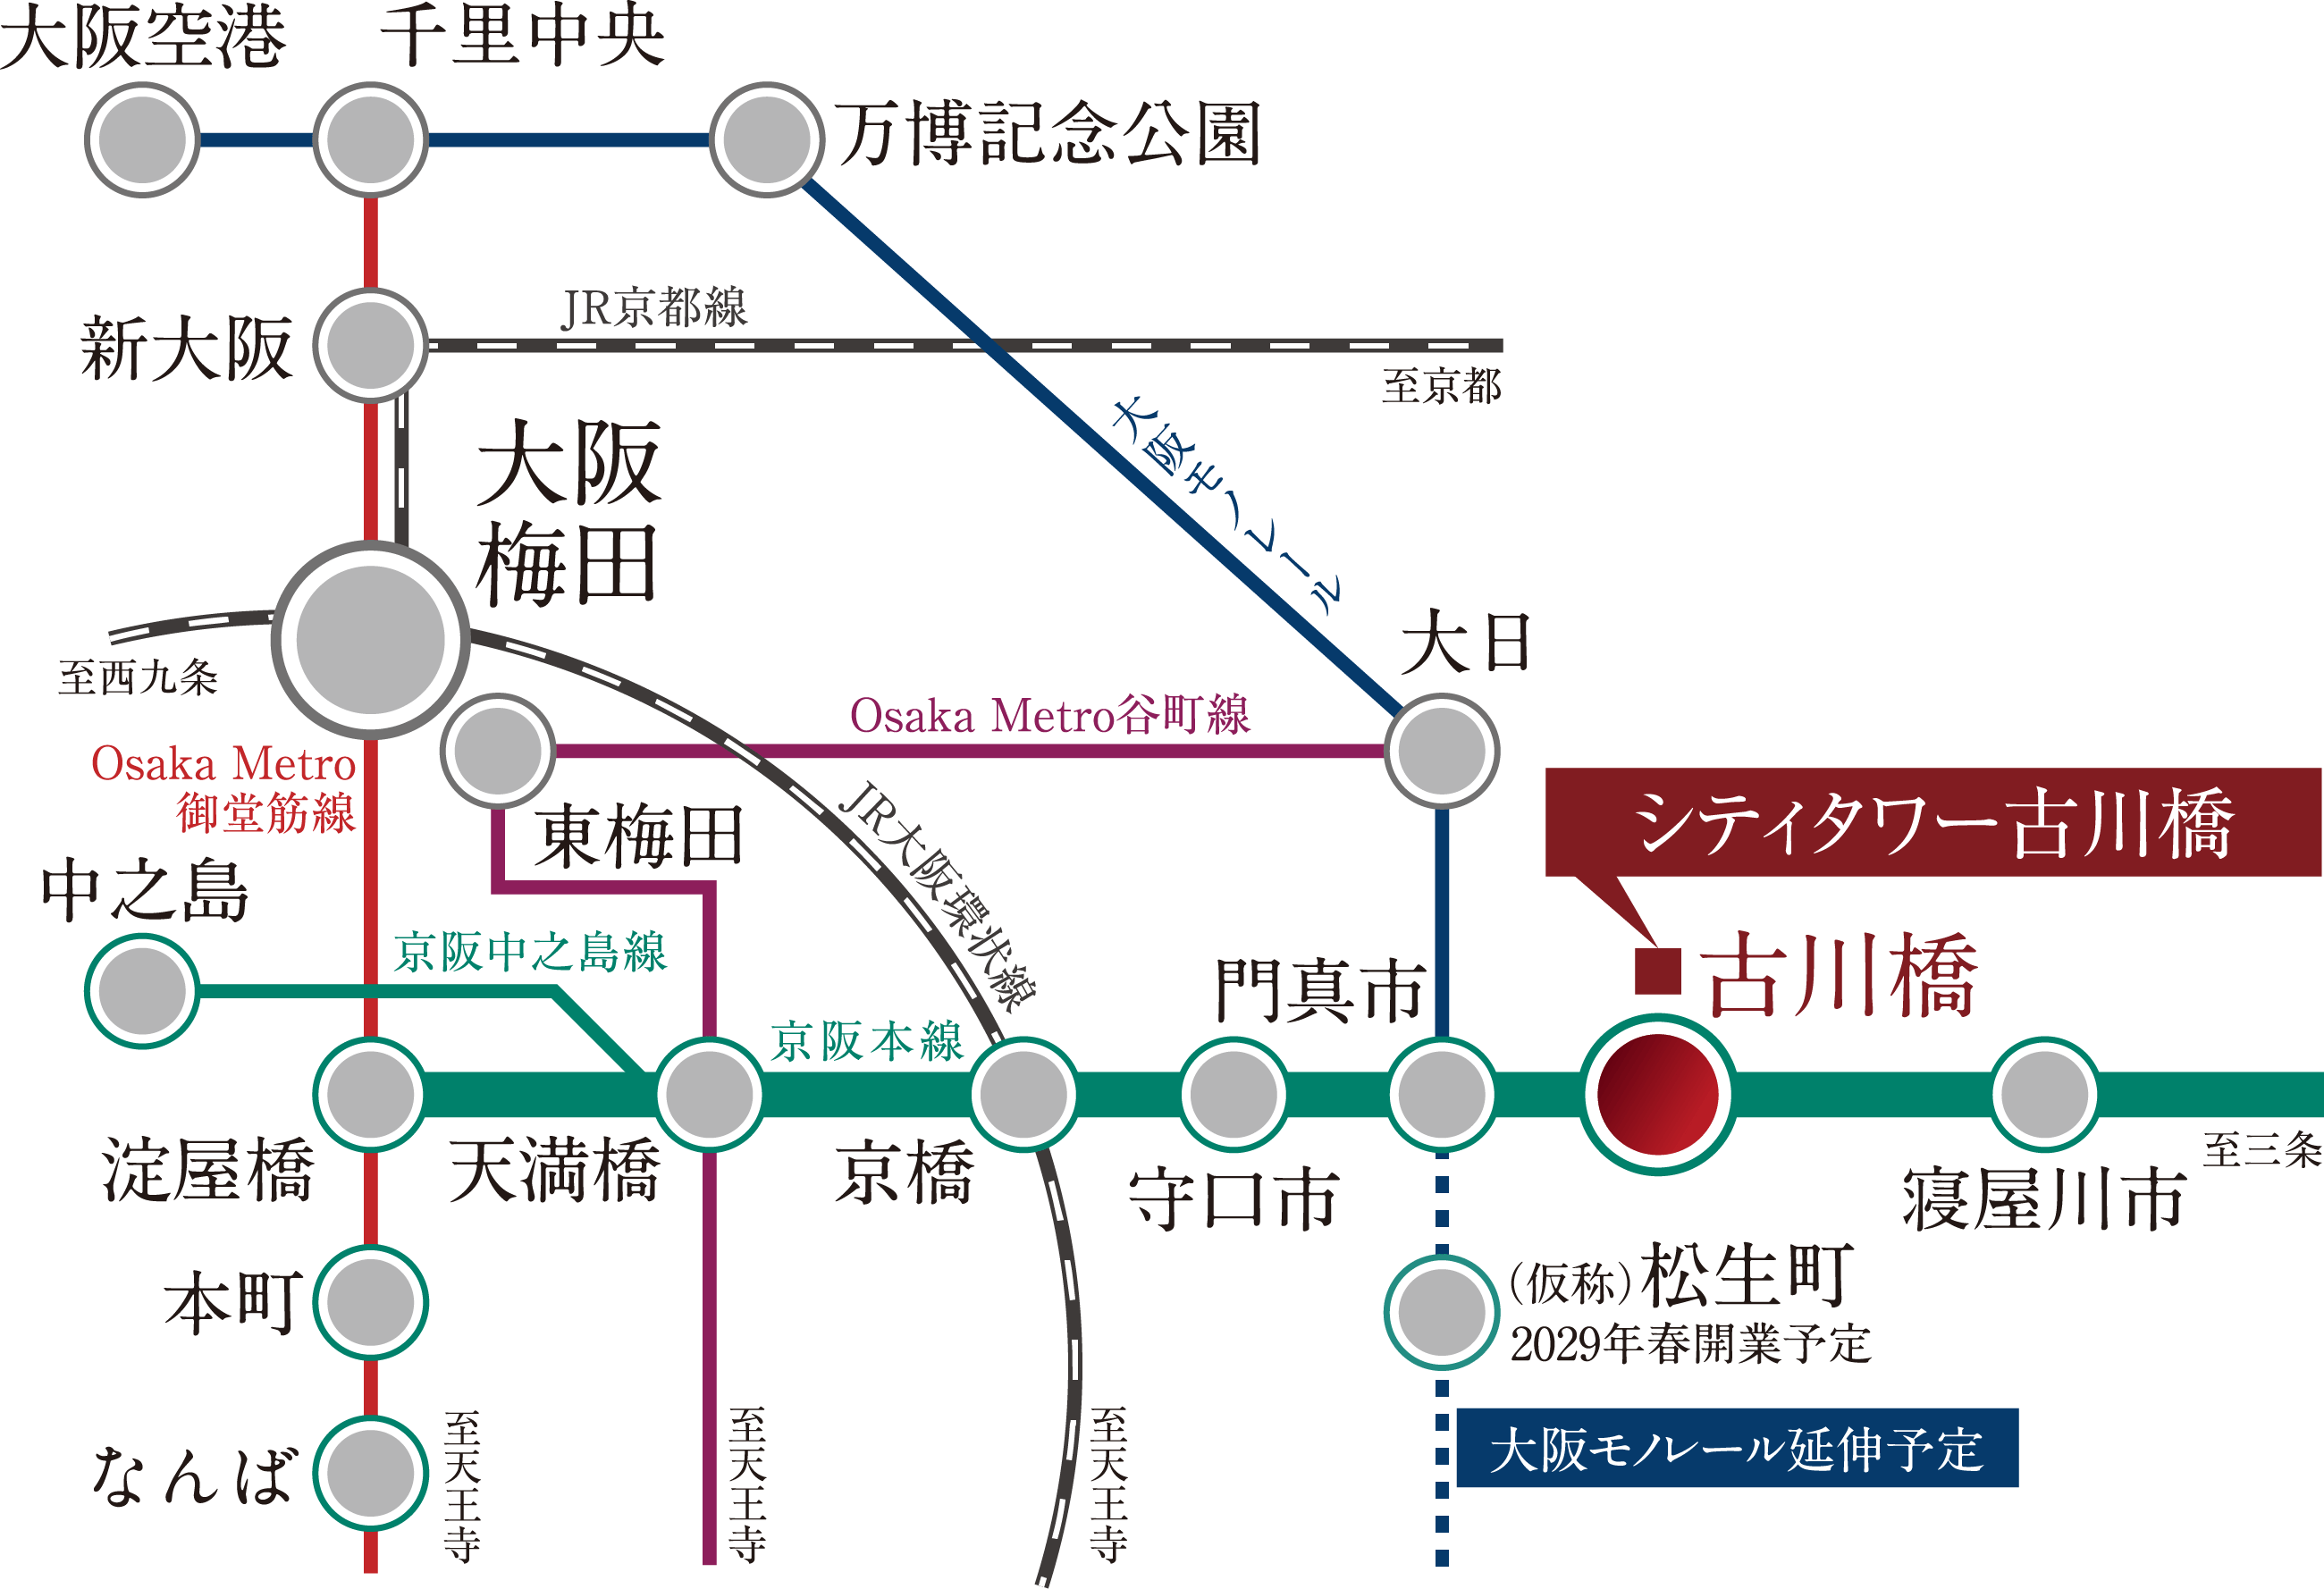 大阪空港
千里中央
万博記念公園
JR京都線
新大阪
至京都
大阪
梅田
大阪モノレール
大日
至西九条
Osaka Metro谷町線
Osaka Metro
御堂筋線
シティタワー古川橋
東梅田
JR大阪環状線
中之島
京阪中之島線
古川橋
門真市
京阪本線
淀屋橋
天満橋
京橋
守口市
寝屋川市
至三条
本町
(仮称)松生町
2029年春開業予定
なんば
至天王寺
至天王寺
至天王寺
大阪モノレール延伸予定